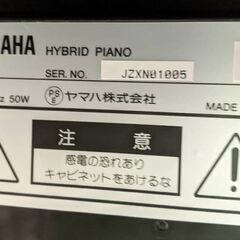 AHA HYBRID PIANO
SER. NO. JZXN01005
z 50W PSE ヤマハ株式会社 MADE
注 意
感電の恐れあり
キャビネットをあけるな